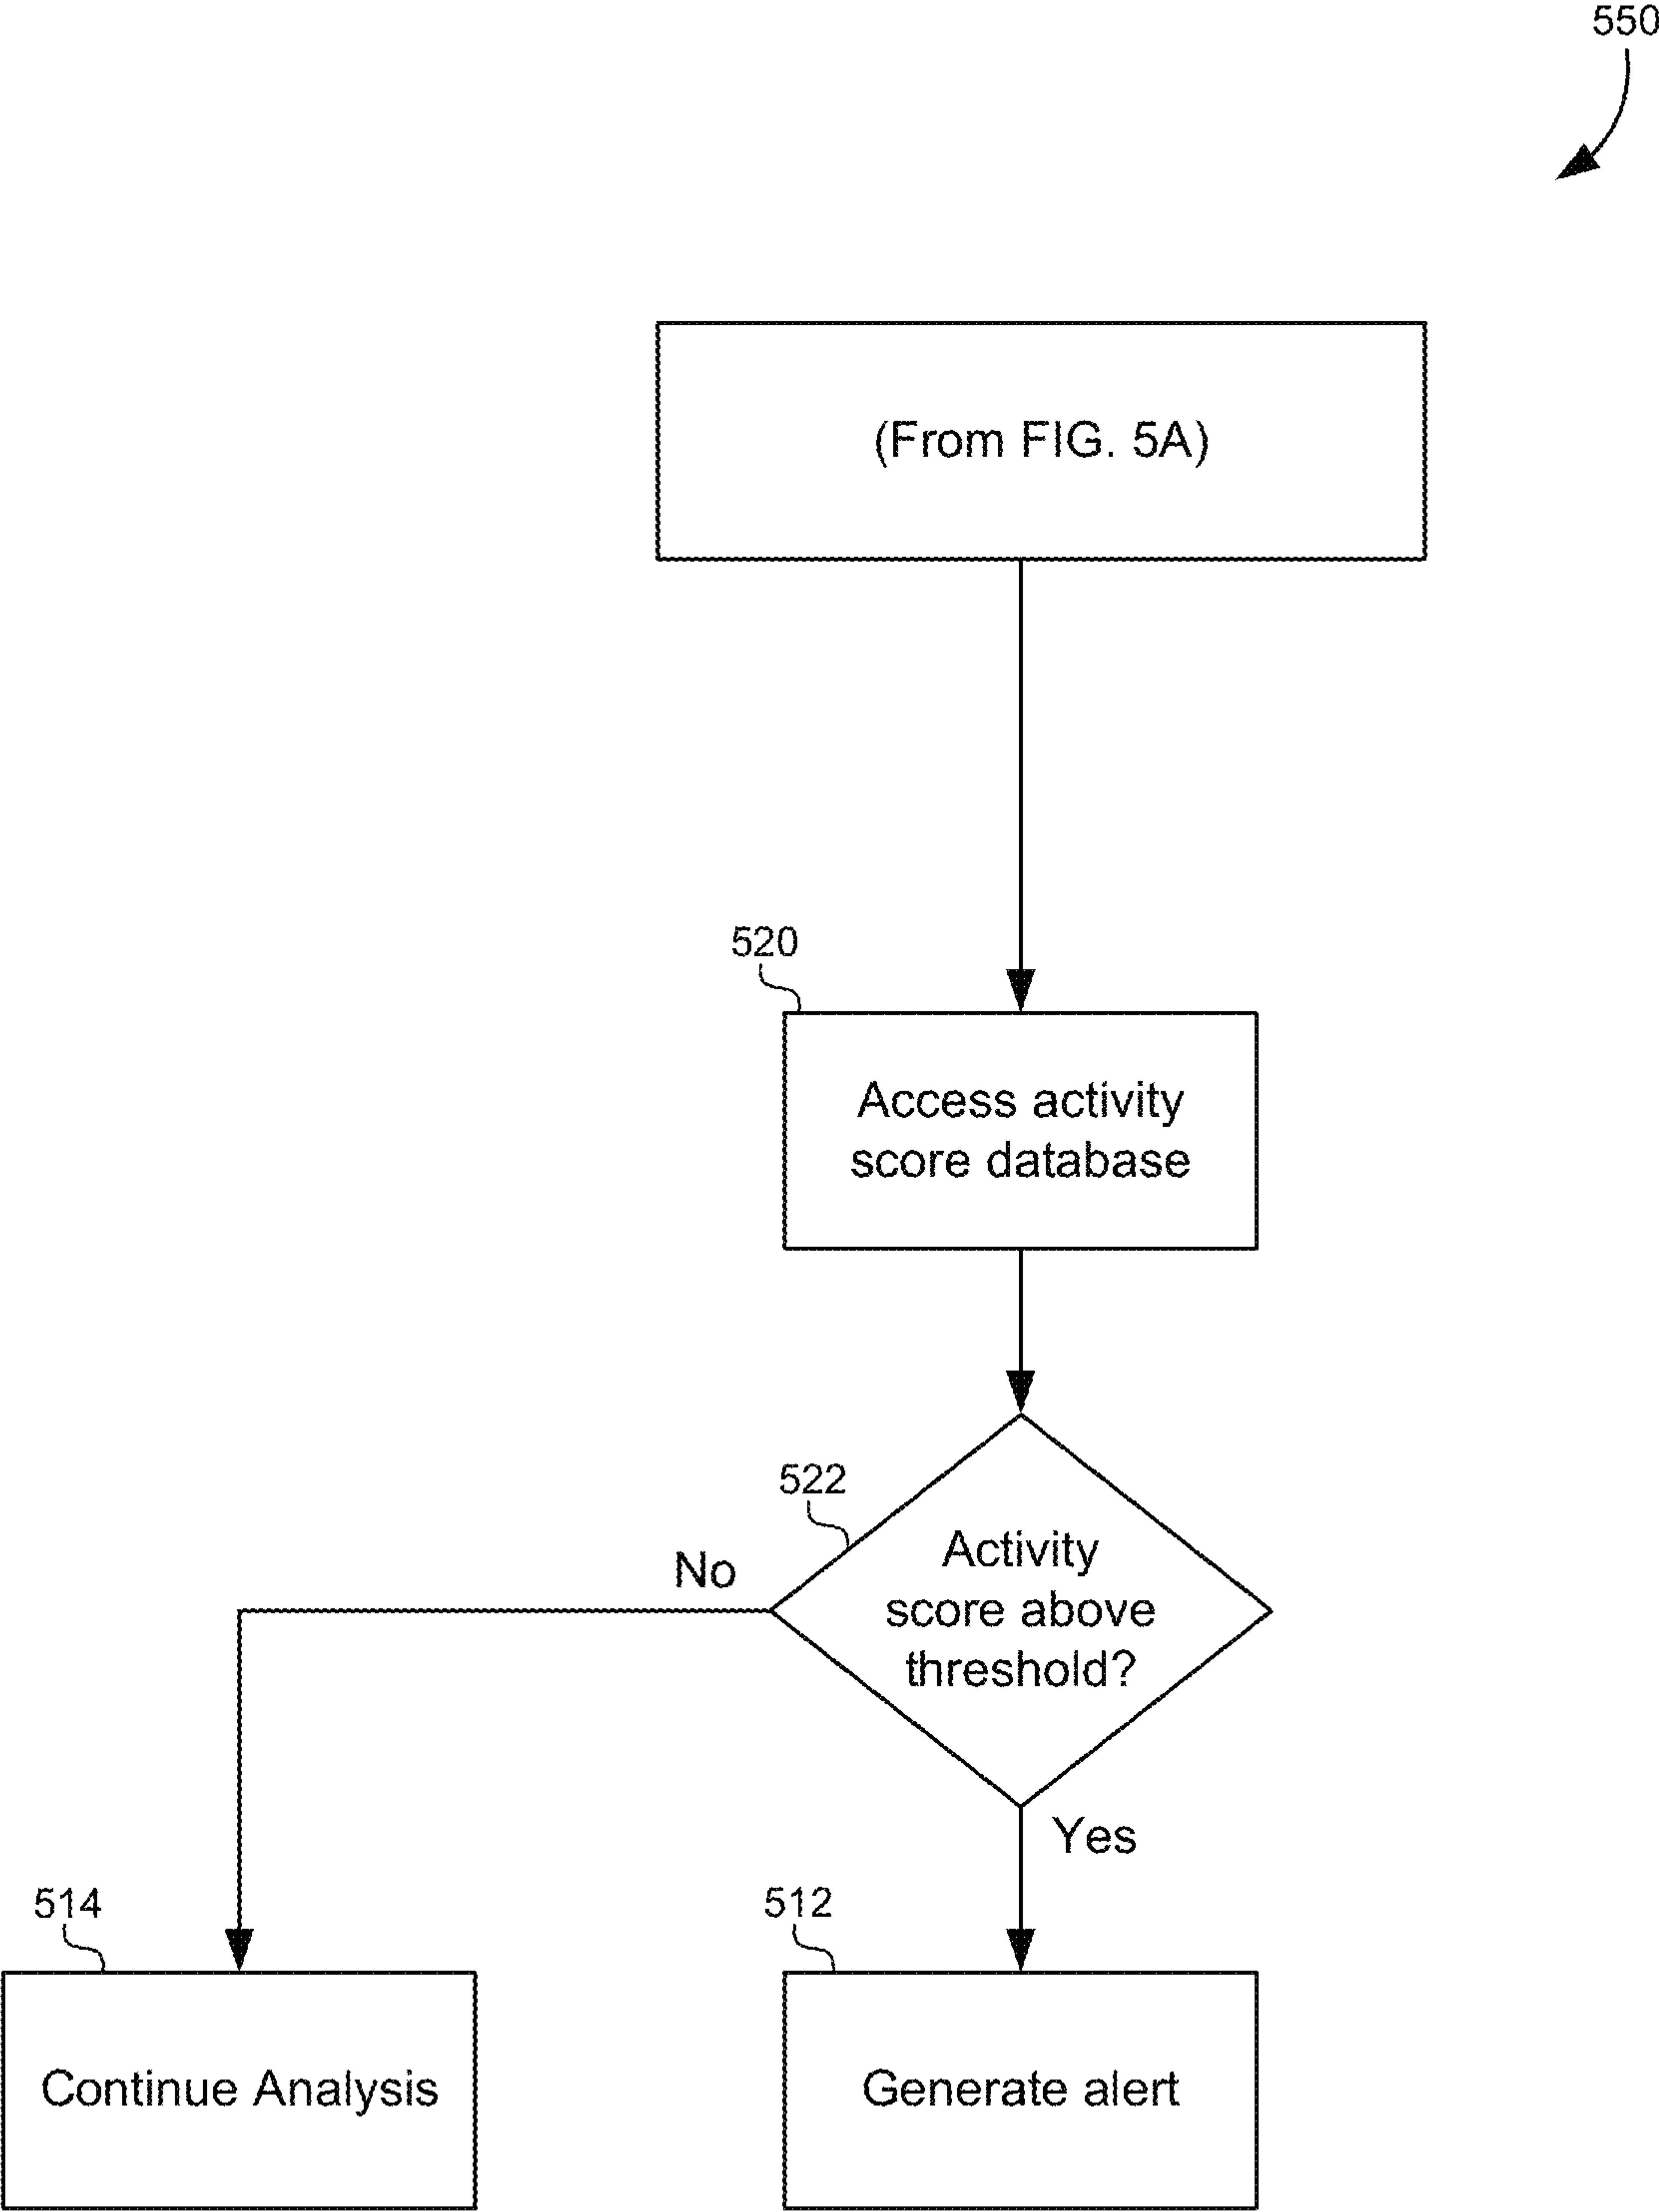 550
(From FIG. 5A)
520
Access activity
score database
522
No
Activity
score above
threshold?
Yes
514
512
Continue Analysis
Generate alert